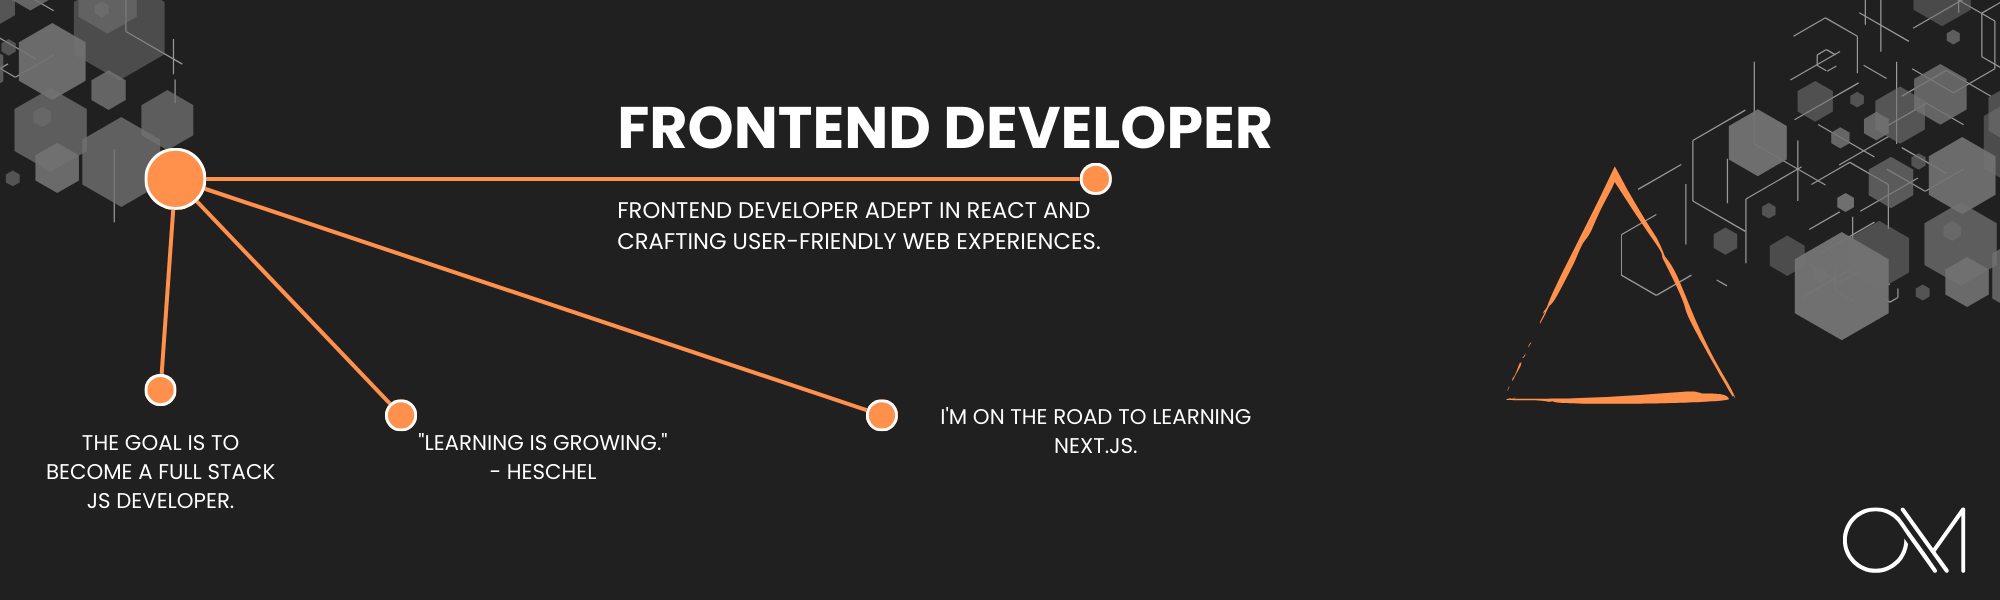 FRONTEND DEVELOPER
FRONTEND DEVELOPER ADEPT IN REACT AND
CRAFTING USER-FRIENDLY WEB EXPERIENCES.
THE GOAL IS TO
BECOME A FULL STACK
JS DEVELOPER.
"LEARNING IS GROWING."
- HESCHEL
I'M ON THE ROAD TO LEARNING
NEXT.JS.
OM